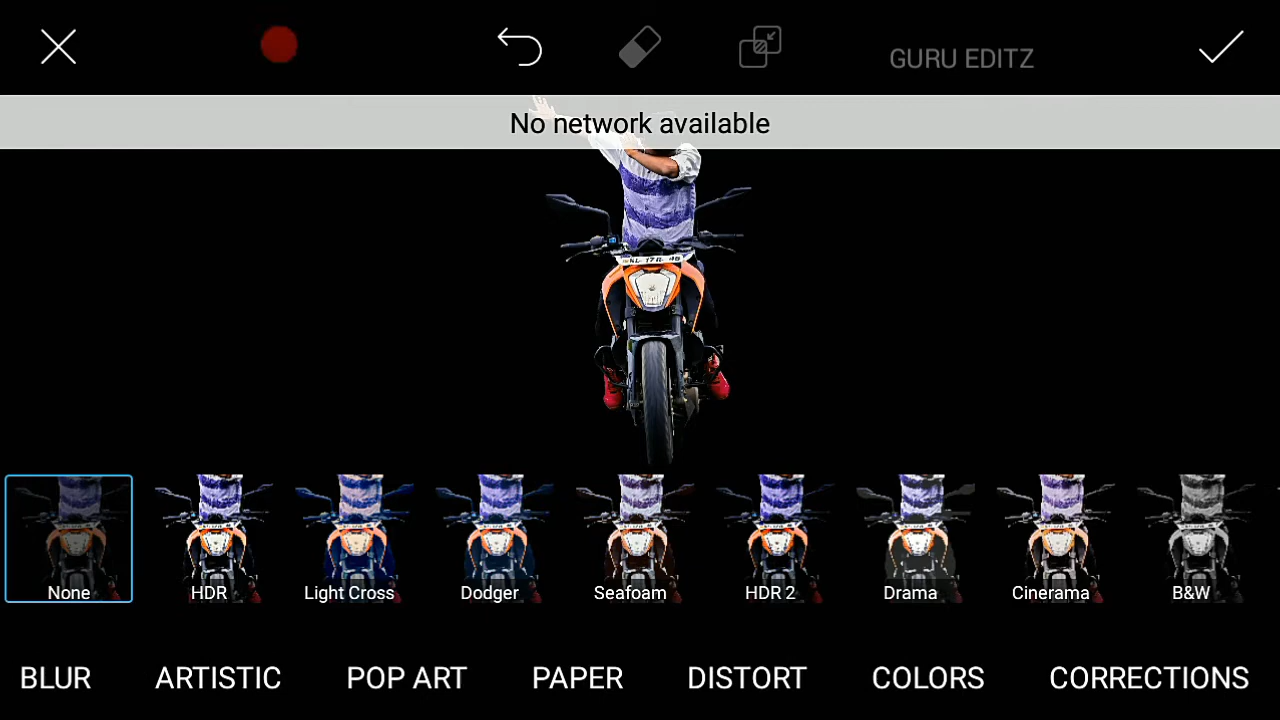 GURU EDITZ
No network available
None
HDR
Light Cross
Dodger
Seafoam
HDR 2
Drama
Cinerama
B&W
BLUR
ARTISTIC
POP ART
PAPER
DISTORT
COLORS
CORRECTIONS